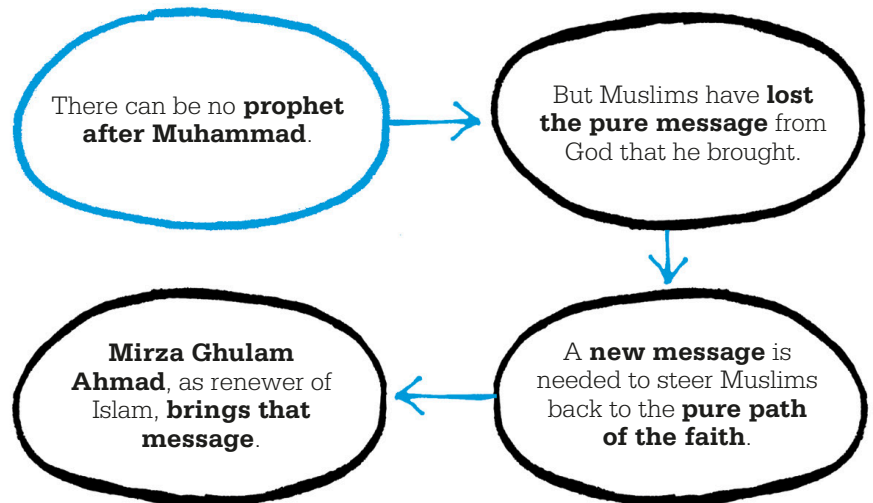 There can be no prophet
after Muhammad.
But Muslims have lost
the pure message from
God that he brought.
A new message is
needed to steer Muslims
back to the pure path
of the faith.
Mirza Ghulam
Ahmad, as renewer of
Islam, brings that
message.